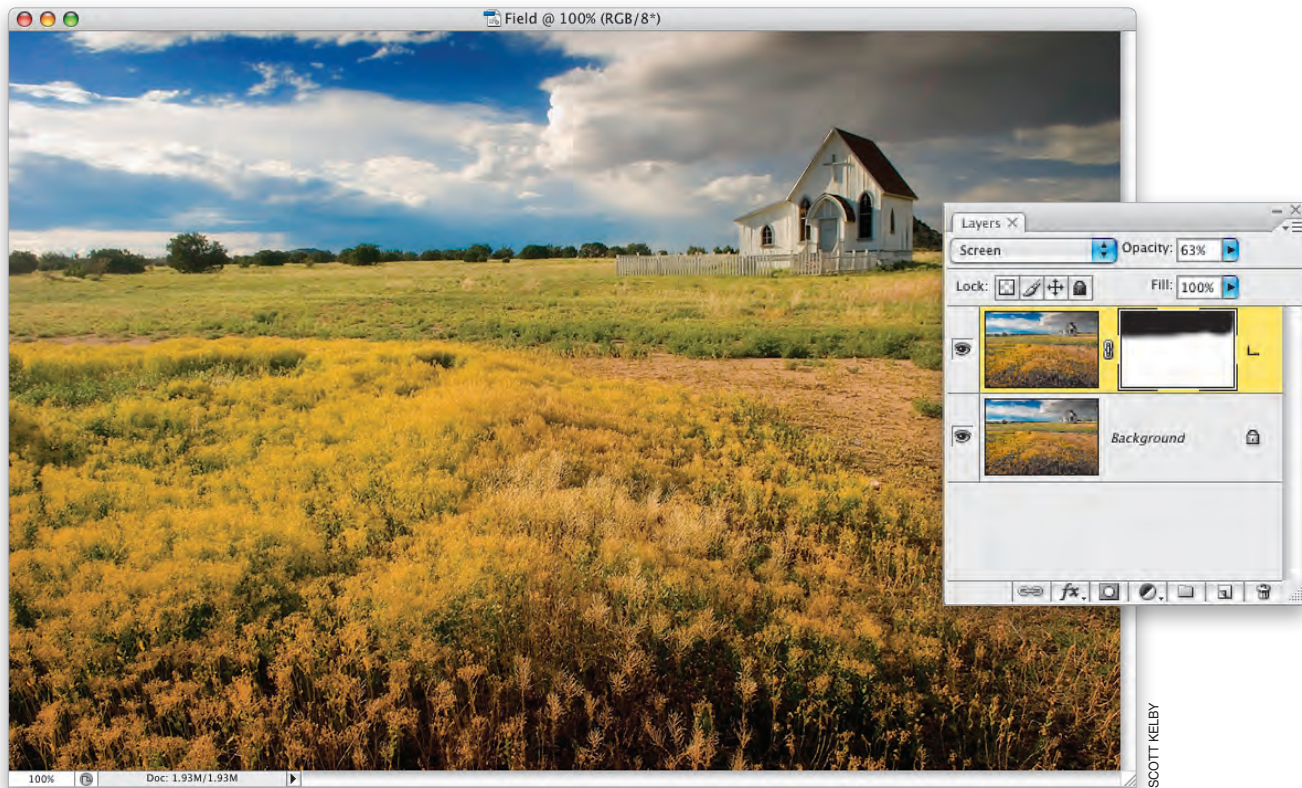 Field @ 100% (RGB/8*)
Layers
Screen
Opacity: 63%
Lock:
Fill: 100%
Background
fx
100%
Doc: 1.93M/1.93M
SCOTT KELBY